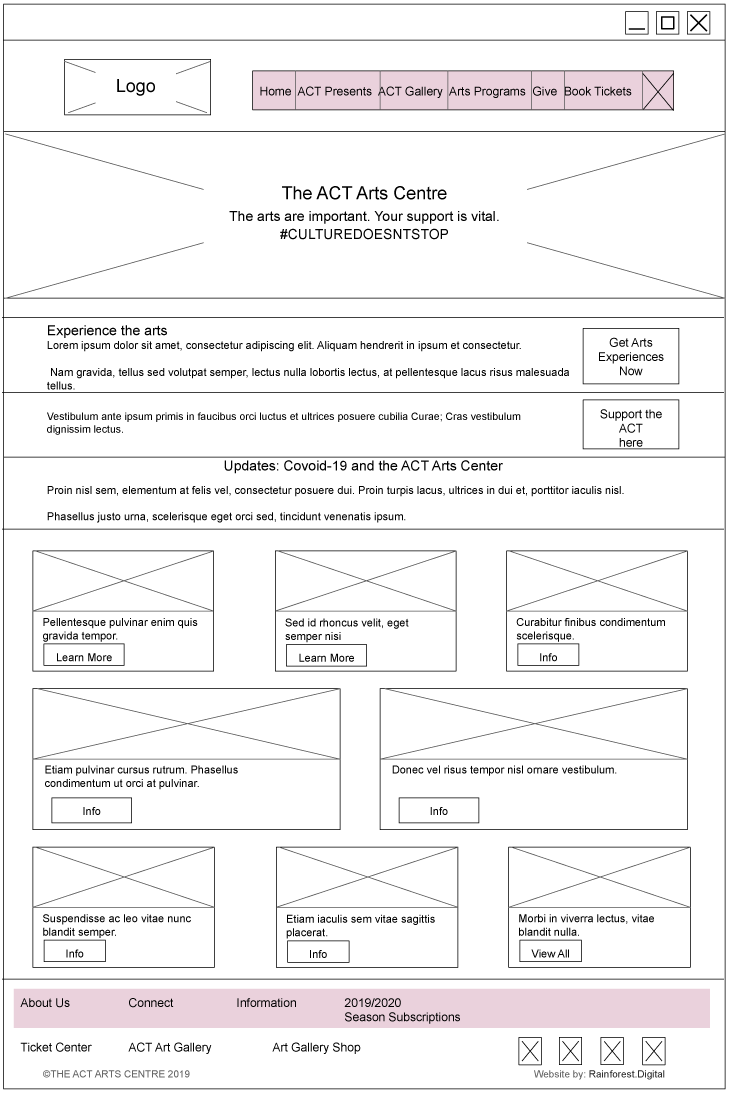 Logo
Home ACT Presents ACT Gallery Arts Programs Give Book Tickets
The ACT Arts Centre
The arts are important. Your support is vital.
#CULTUREDOESNTSTOP
Experience the arts
Lorem ipsum dolor sit amet, consectetur adipiscing elit. Aliquam hendrerit in ipsum et consectetur.
Nam gravida, tellus sed volutpat semper, lectus nulla lobortis lectus, at pellentesque lacus risus malesuada
tellus.
Get Arts
Experiences
Now
Vestibulum ante ipsum primis in faucibus orci luctus et ultrices posuere cubilia Curae; Cras vestibulum
dignissim lectus.
Support the
ACT
here
Updates: Covoid-19 and the ACT Arts Center
Proin nisl sem, elementum at felis vel, consectetur posuere dui. Proin turpis lacus, ultrices in dui et, porttitor iaculis nisl.
Phasellus justo urna, scelerisque eget orci sed, tincidunt venenatis ipsum.
Pellentesque pulvinar enim quis
gravida tempor.
Learn More
Sed id rhoncus velit, eget
semper nisi
Learn More
Curabitur finibus condimentum
scelerisque.
Info
Etiam pulvinar cursus rutrum. Phasellus
condimentum ut orci at pulvinar.
Info
Donec vel risus tempor nisl ornare vestibulum.
Info
Suspendisse ac leo vitae nunc
blandit semper.
Info
Etiam iaculis sem vitae sagittis
placerat.
Info
Morbi in viverra lectus, vitae
blandit nulla.
View All
About Us Connect Information 2019/2020
Season Subscriptions
Ticket Center ACT Art Gallery Art Gallery Shop
©THE ACT ARTS CENTRE 2019 Website by: Rainforest.Digital